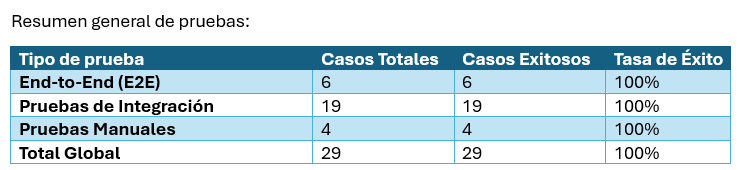 Resumen general de pruebas:
Tipo de prueba Casos Totales Casos Exitosos Tasa de Éxito
End-to-End (E2E) 6 6 100%
Pruebas de Integración 19 19 100%
Pruebas Manuales 4 4 100%
Total Global 29 29 100%